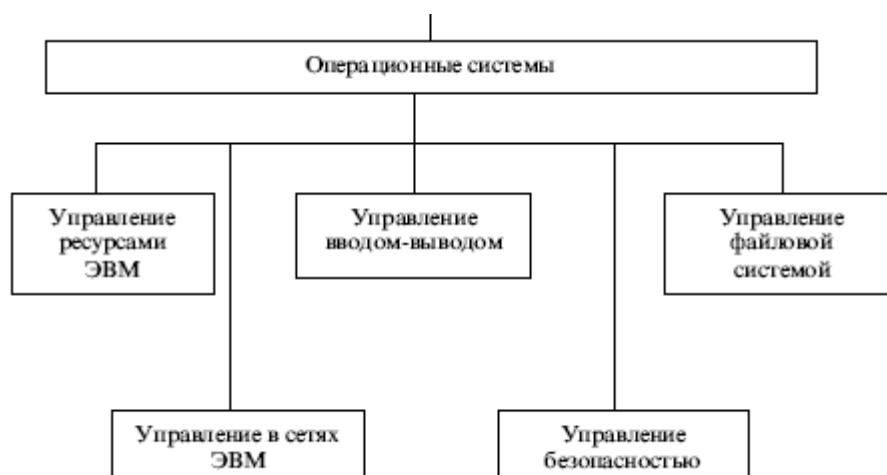 Операционные системы
Управление
ресурсами
ЭВМ
Управление
вводом-выводом
Управление
файловой
системой
Управление в сетях
ЭВМ
Управление
безопасностью